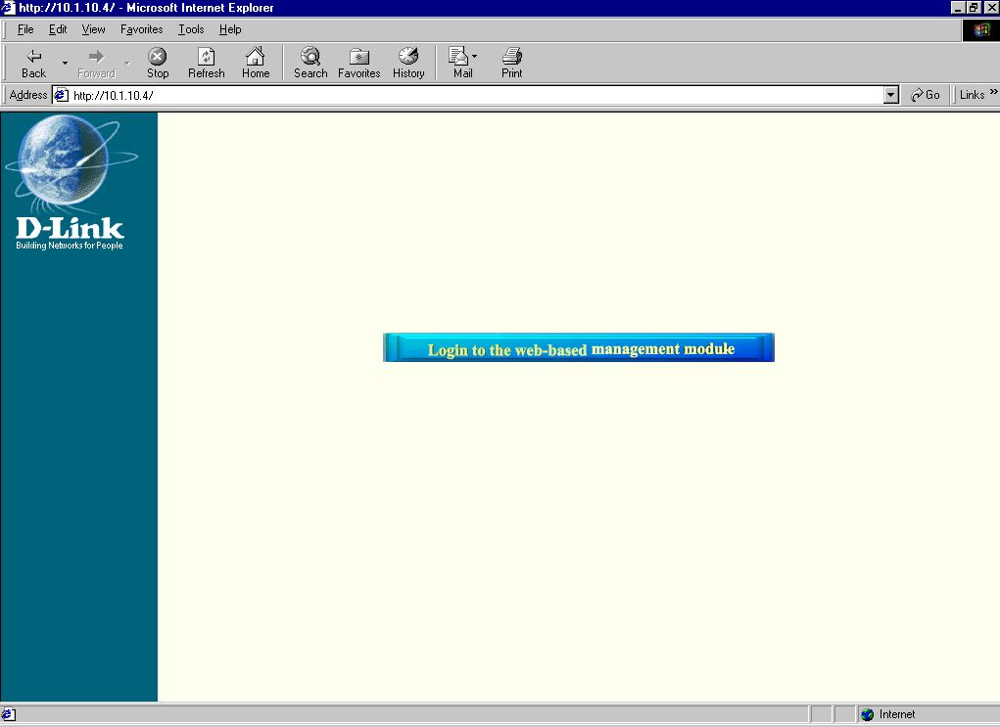 http://10.1.10.4/ - Microsoft Internet Explorer
File Edit View Favorites Tools Help
Back Forward Stop Refresh Home Search Favorites History Mail Print
Address http://10.1.10.4/ Go Links »
D-Link
Building Networks for People
Login to the web-based management module
Internet